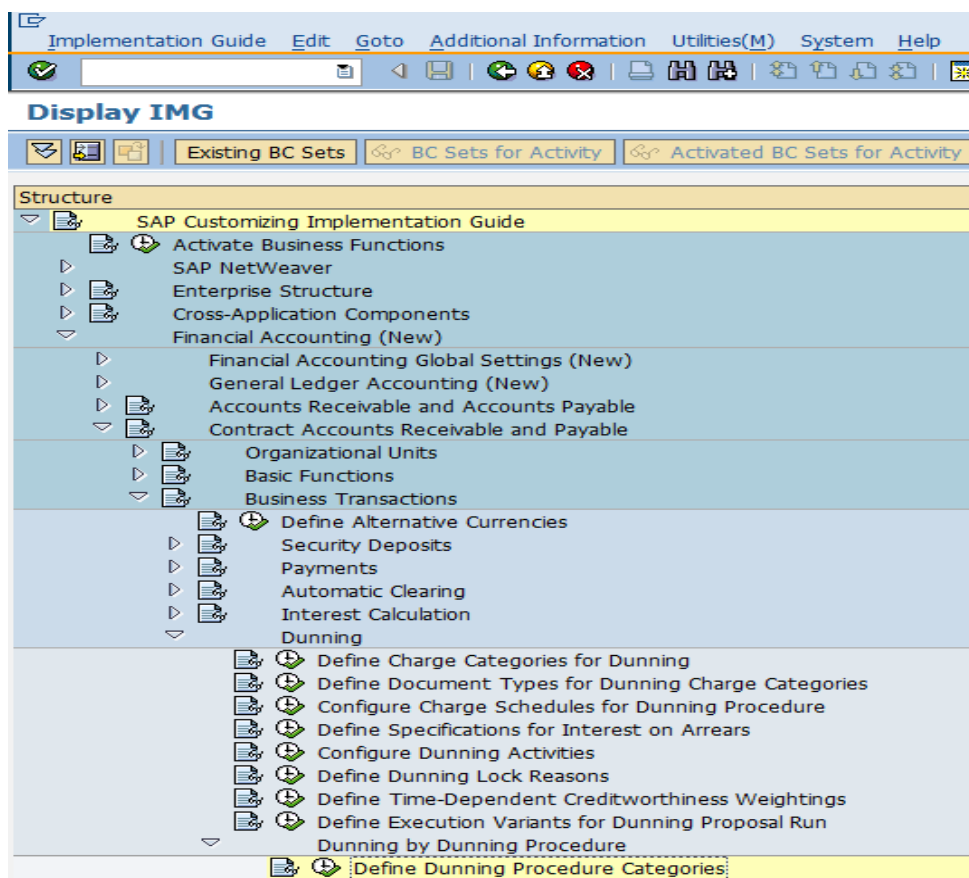 Implementation Guide Edit Goto Additional Information Utilities(M) System Help
Display IMG
Existing BC Sets BC Sets for Activity Activated BC Sets for Activity
Structure
SAP Customizing Implementation Guide
Activate Business Functions
SAP NetWeaver
Enterprise Structure
Cross-Application Components
Financial Accounting (New)
Financial Accounting Global Settings (New)
General Ledger Accounting (New)
Accounts Receivable and Accounts Payable
Contract Accounts Receivable and Payable
Organizational Units
Basic Functions
Business Transactions
Define Alternative Currencies
Security Deposits
Payments
Automatic Clearing
Interest Calculation
Dunning
Define Charge Categories for Dunning
Define Document Types for Dunning Charge Categories
Configure Charge Schedules for Dunning Procedure
Define Specifications for Interest on Arrears
Configure Dunning Activities
Define Dunning Lock Reasons
Define Time-Dependent Creditworthiness Weightings
Define Execution Variants for Dunning Proposal Run
Dunning by Dunning Procedure
Define Dunning Procedure Categories